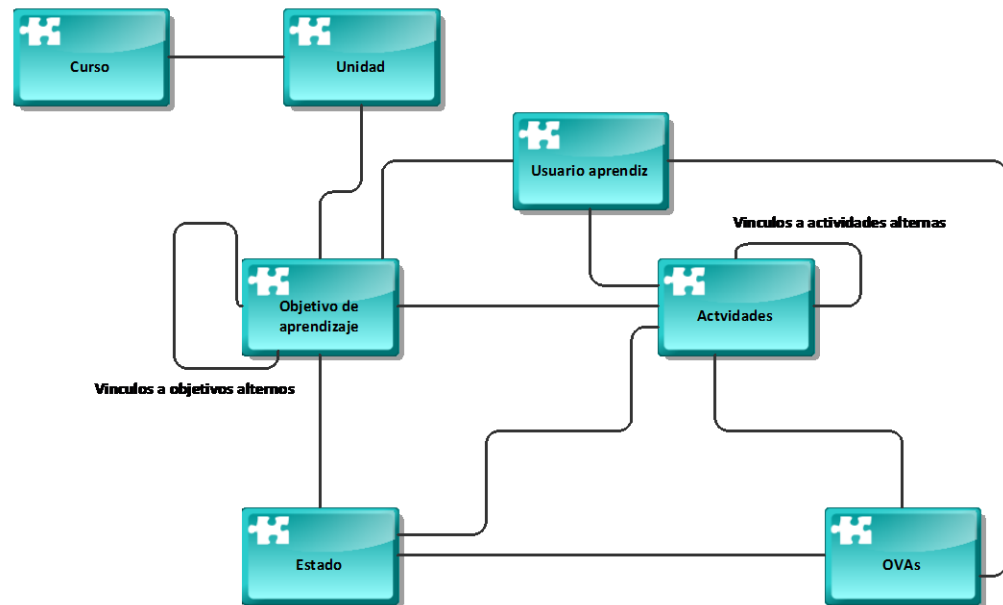 Curso
Unidad
Usuario aprendiz
Vinculos a actividades alternas
Objetivo de
aprendizaje
Actvidades
Vinculos a objetivos alternos
Estado
OVAs